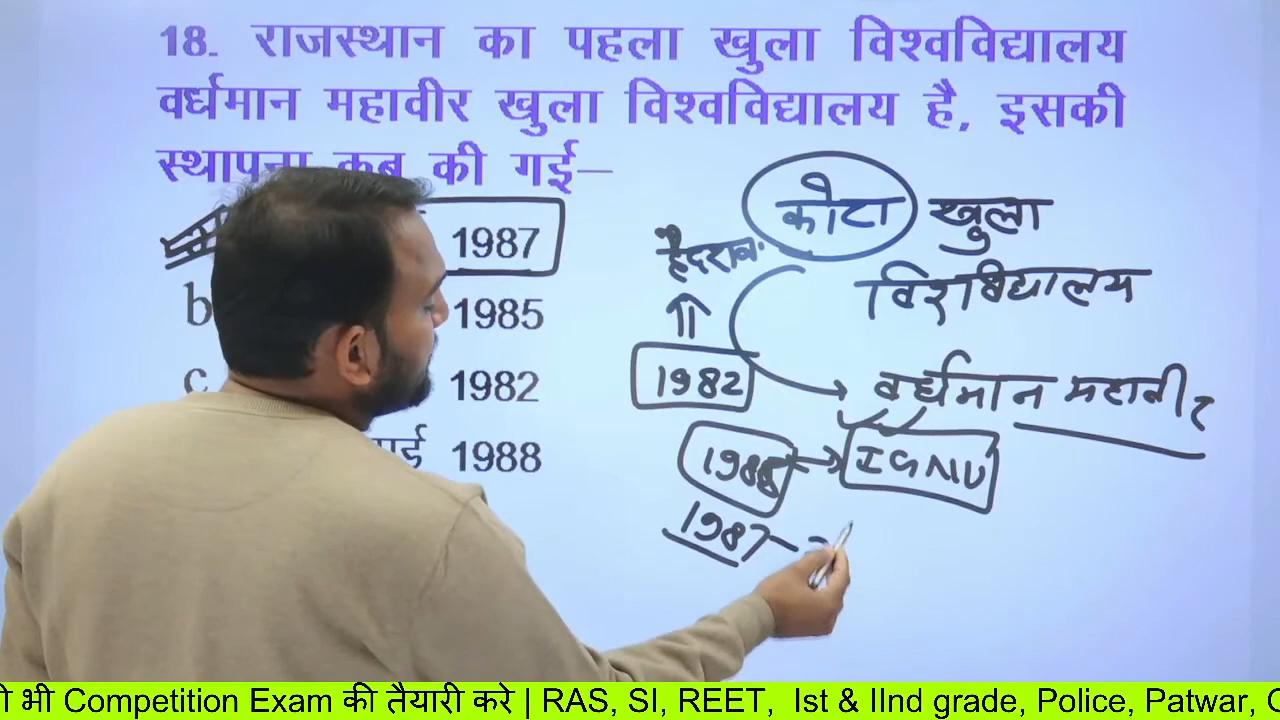 18. राजस्थान का पहला खुला विश्वविद्यालय
वर्धमान महावीर खुला विश्वविद्यालय है, इसकी
स्थापना कब की गई–
1987
b
1985
c
1982
1988
कोटा खुला
विश्वविद्यालय
हैदराबा.
1982
वर्धमान महावीर
1985
IGNU
1987
भी Competition Exam की तैयारी करे | RAS, SI, REET, Ist & IInd grade, Police, Patwar,